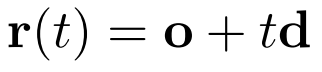 r(t) = o + td